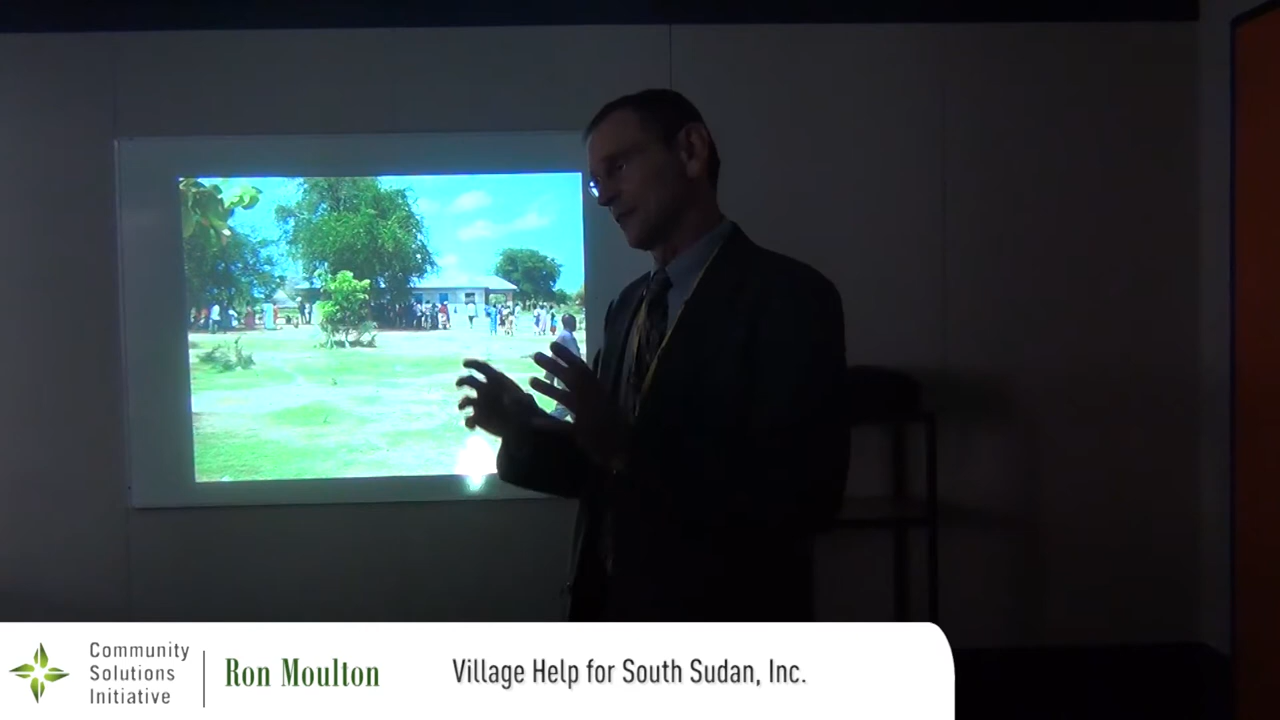 Community
Solutions
Initiative
Ron Moulton
Village Help for South Sudan, Inc.